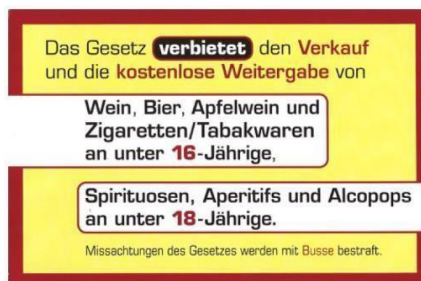 Das Gesetz verbietet den Verkauf
und die kostenlose Weitergabe von
Wein, Bier, Apfelwein und
Zigaretten/Tabakwaren
an unter 16-Jährige,
Spirituosen, Aperitifs und Alcopops
an unter 18-Jährige.
Missachtungen des Gesetzes werden mit Busse bestraft.